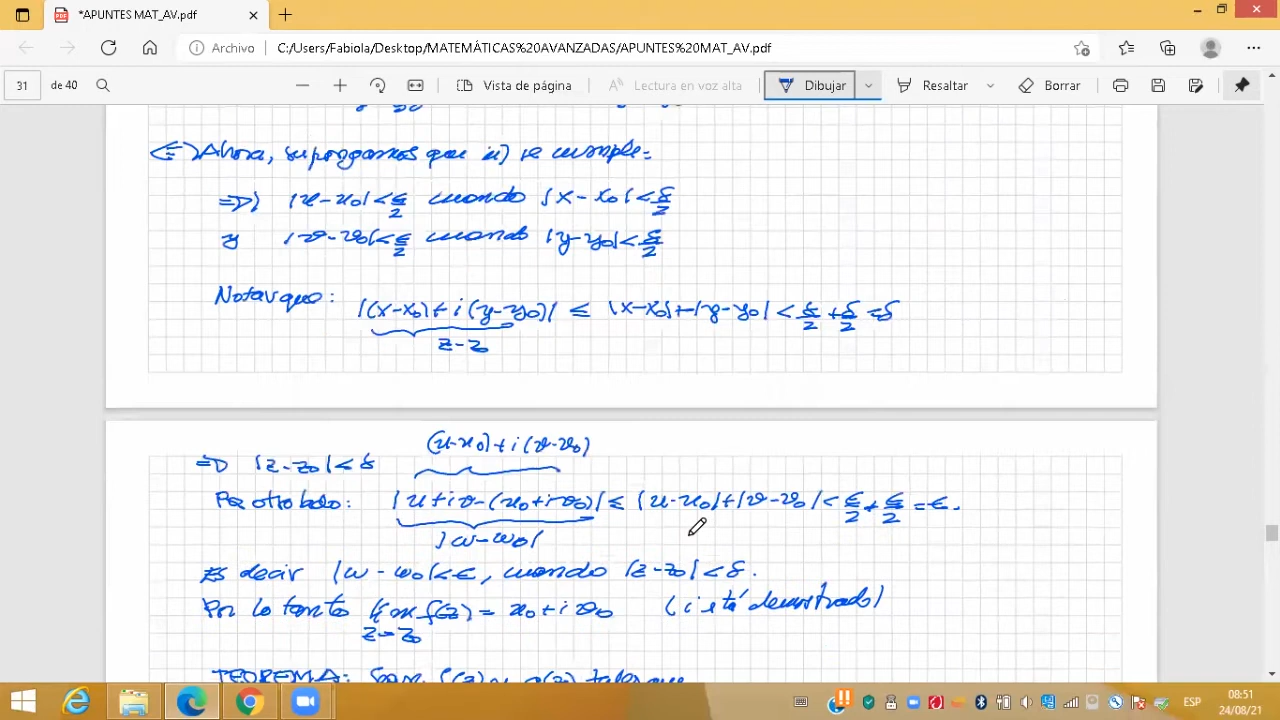 *APUNTES MAT_AV.pdf
Archivo C:/Users/Fabiola/Desktop/MATEMÁTICAS%20AVANZADAS/APUNTES%20MAT_AV.pdf
31 de 40 Vista de página Lectura en voz alta Dibujar Resaltar Borrar
⇐) Ahora, supongamos que ii) se cumple:
⇒) |u-u₀|<ε/2 cuando |x-x₀|<δ/2
y |v-v₀|<ε/2 cuando |y-y₀|<δ/2
Notar que: |(x-x₀)+i(y-y₀)| ≤ |x-x₀|+|y-y₀| < δ/2 + δ/2 = δ
z-z₀
(u-u₀)+i(v-v₀)
⇒ |z-z₀|<δ
Por otro lado: |u+iv-(u₀+iv₀)| ≤ |u-u₀|+|v-v₀| < ε/2 + ε/2 = ε.
|w-w₀|
Es decir |w-w₀|<ε, cuando |z-z₀|<δ.
Por lo tanto lím f(z) = u₀+iv₀ (i está demostrado)
z→z₀
TEOREMA: Sean f(z) y g(z) tales que
ESP
08:51
24/08/21